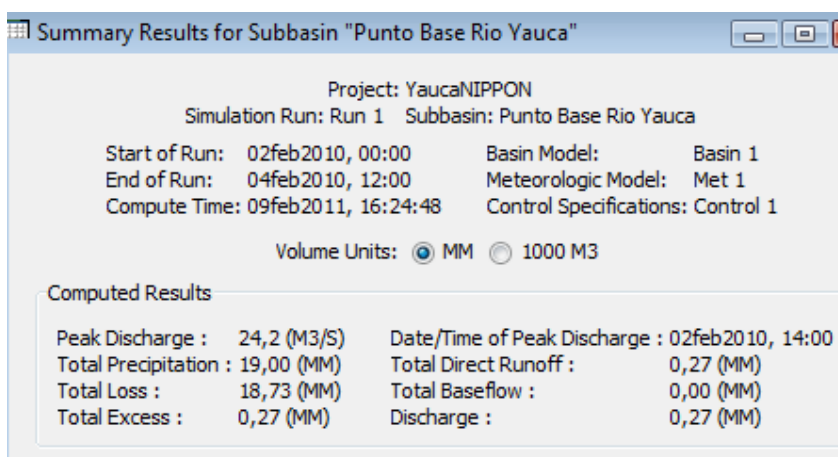 Summary Results for Subbasin "Punto Base Rio Yauca"
Project: YaucaNIPPON
Simulation Run: Run 1 Subbasin: Punto Base Rio Yauca
Start of Run: 02feb2010, 00:00 Basin Model: Basin 1
End of Run: 04feb2010, 12:00 Meteorologic Model: Met 1
Compute Time: 09feb2011, 16:24:48 Control Specifications: Control 1
Volume Units: MM 1000 M3
Computed Results
Peak Discharge : 24,2 (M3/S) Date/Time of Peak Discharge : 02feb2010, 14:00
Total Precipitation : 19,00 (MM) Total Direct Runoff : 0,27 (MM)
Total Loss : 18,73 (MM) Total Baseflow : 0,00 (MM)
Total Excess : 0,27 (MM) Discharge : 0,27 (MM)